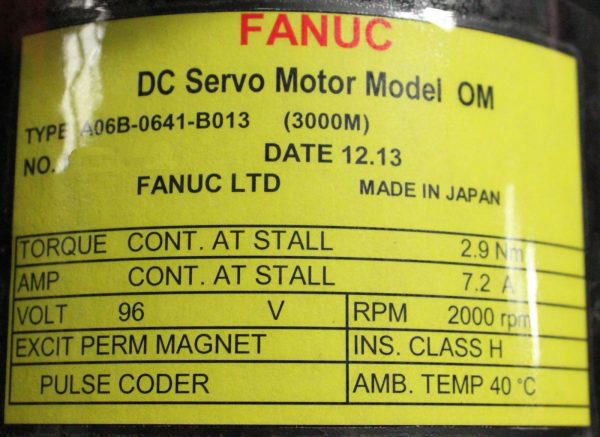 FANUC
DC Servo Motor Model OM
TYPE A06B-0641-B013 (3000M)
NO. DATE 12.13
FANUC LTD MADE IN JAPAN
TORQUE CONT. AT STALL 2.9 Nm
AMP CONT. AT STALL 7.2 A
VOLT 96 V RPM 2000 rpm
EXCIT PERM MAGNET INS. CLASS H
PULSE CODER AMB. TEMP 40 °C